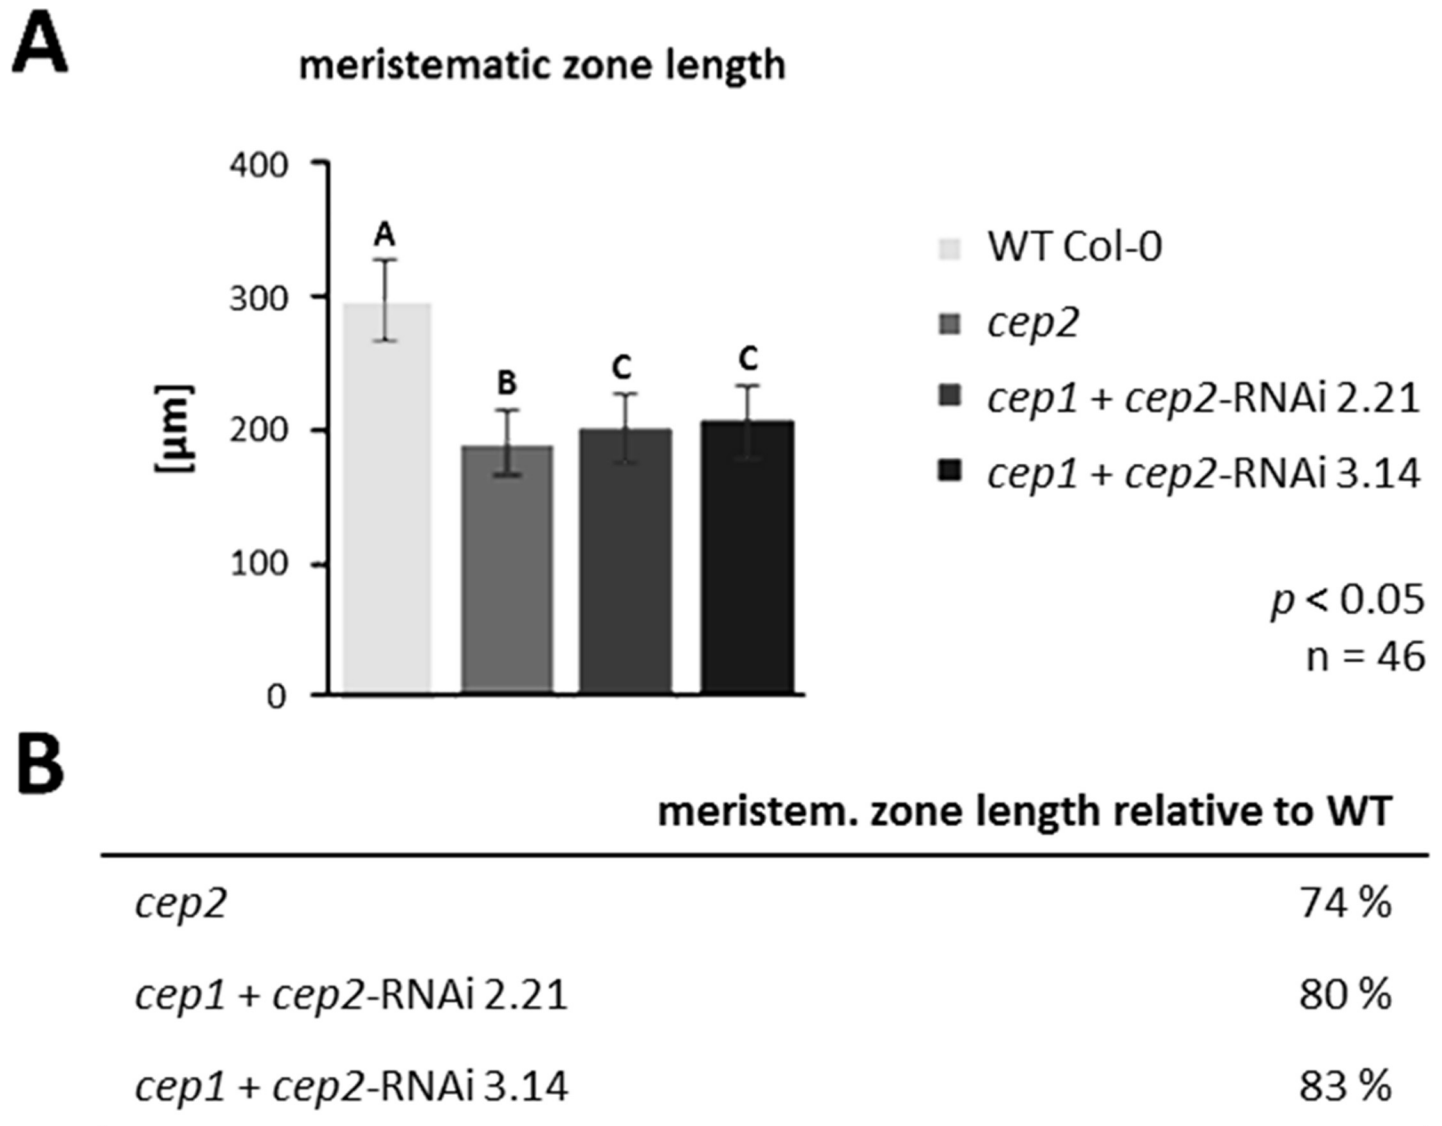 A
meristematic zone length
400
300
200
100
0
[µm]
A
B
C
C
WT Col-0
cep2
cep1 + cep2-RNAi 2.21
cep1 + cep2-RNAi 3.14
p < 0.05
n = 46
B
meristem. zone length relative to WT
cep2 74 %
cep1 + cep2-RNAi 2.21 80 %
cep1 + cep2-RNAi 3.14 83 %